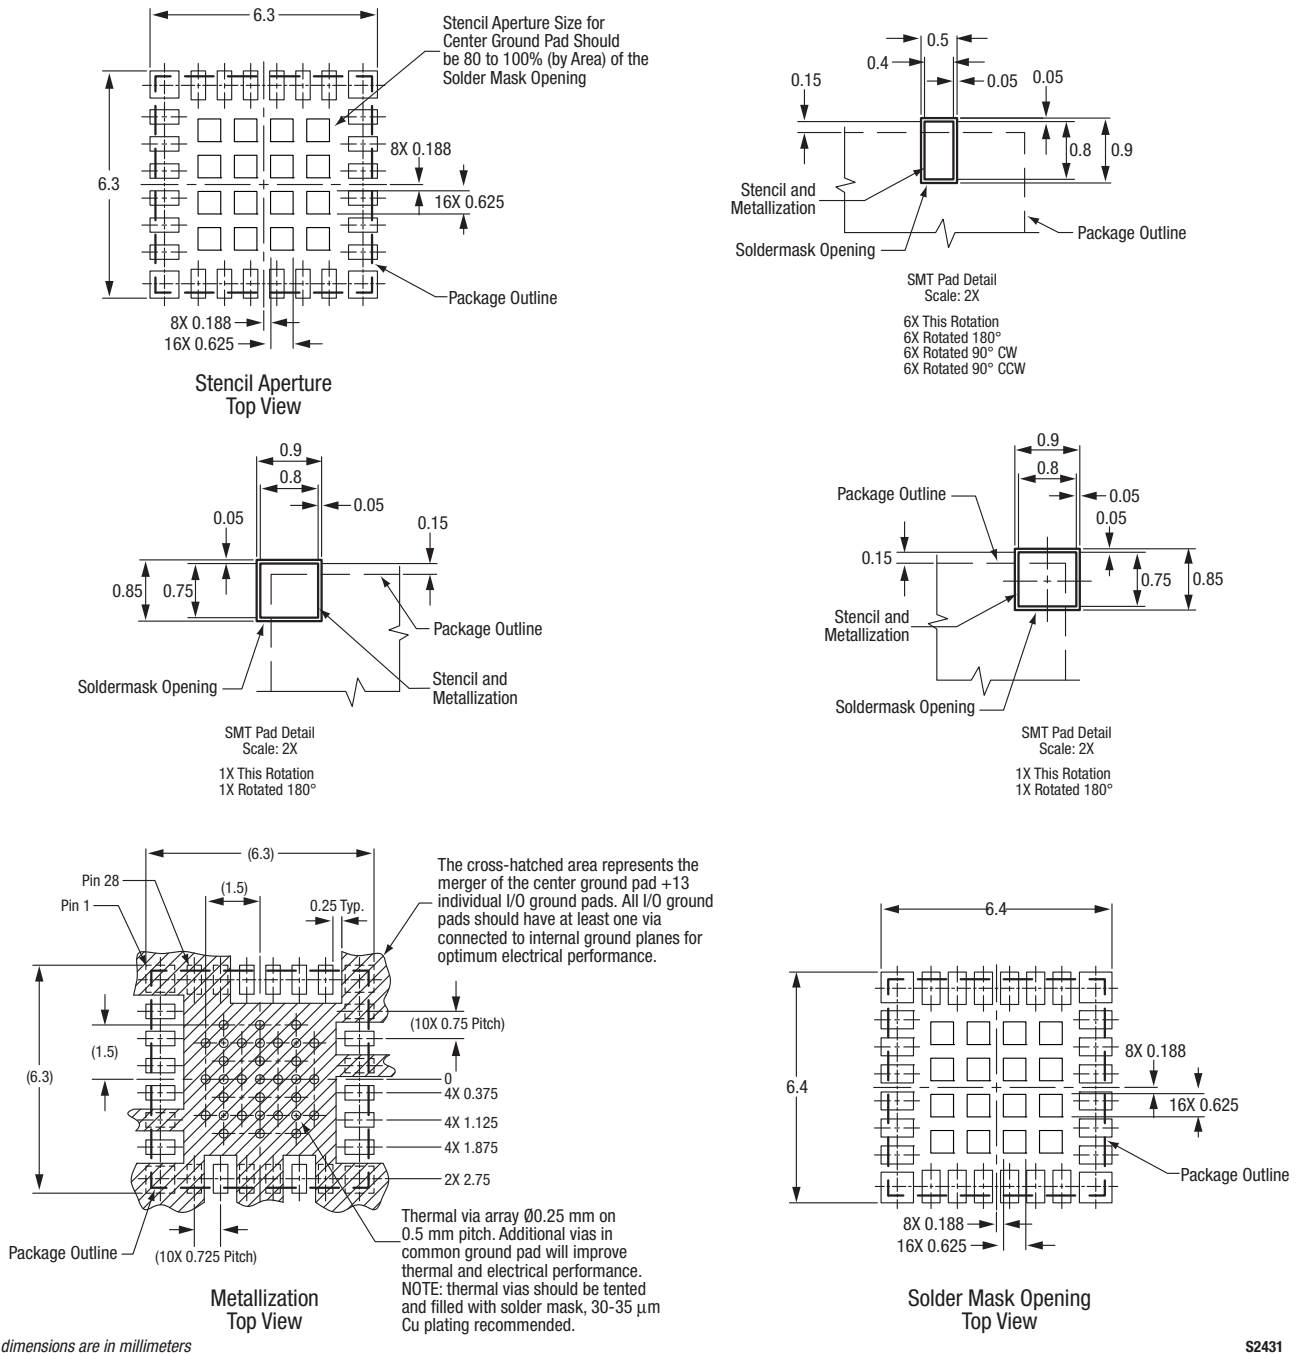 6.3
Stencil Aperture Size for
Center Ground Pad Should
be 80 to 100% (by Area) of the
Solder Mask Opening
6.3
8X 0.188
16X 0.625
Package Outline
8X 0.188
16X 0.625
Stencil Aperture
Top View
0.5
0.4
0.15
0.05
0.05
0.8
0.9
Stencil and
Metallization
Soldermask Opening
Package Outline
SMT Pad Detail
Scale: 2X
6X This Rotation
6X Rotated 180°
6X Rotated 90° CW
6X Rotated 90° CCW
0.9
0.8
0.05
0.05
0.15
0.85
0.75
Package Outline
Soldermask Opening
Stencil and
Metallization
SMT Pad Detail
Scale: 2X
1X This Rotation
1X Rotated 180°
0.9
0.8
Package Outline
0.05
0.05
0.15
0.75
0.85
Stencil and
Metallization
Soldermask Opening
SMT Pad Detail
Scale: 2X
1X This Rotation
1X Rotated 180°
(6.3)
Pin 28
(1.5)
Pin 1
0.25 Typ.
The cross-hatched area represents the
merger of the center ground pad +13
individual I/O ground pads. All I/O ground
pads should have at least one via
connected to internal ground planes for
optimum electrical performance.
(10X 0.75 Pitch)
(1.5)
(6.3)
0
4X 0.375
4X 1.125
4X 1.875
2X 2.75
Package Outline
(10X 0.725 Pitch)
Thermal via array Ø0.25 mm on
0.5 mm pitch. Additional vias in
common ground pad will improve
thermal and electrical performance.
NOTE: thermal vias should be tented
and filled with solder mask, 30-35 μm
Cu plating recommended.
Metallization
Top View
6.4
6.4
8X 0.188
16X 0.625
Package Outline
8X 0.188
16X 0.625
Solder Mask Opening
Top View
dimensions are in millimeters
S2431